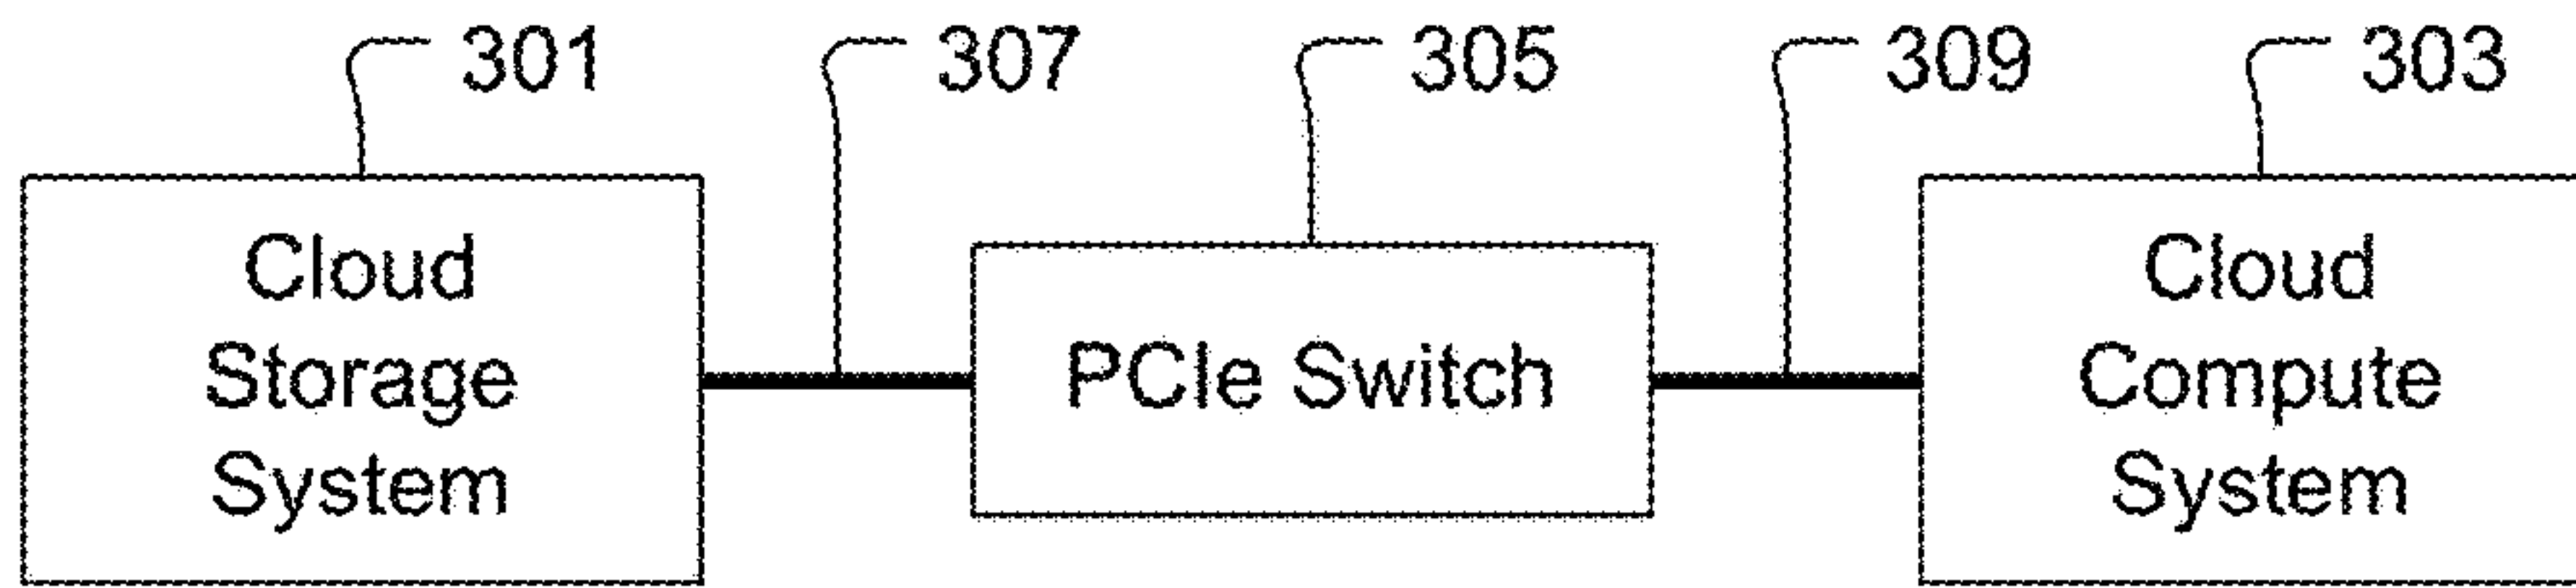 301
307
305
309
303
Cloud
Storage
System
PCIe Switch
Cloud
Compute
System